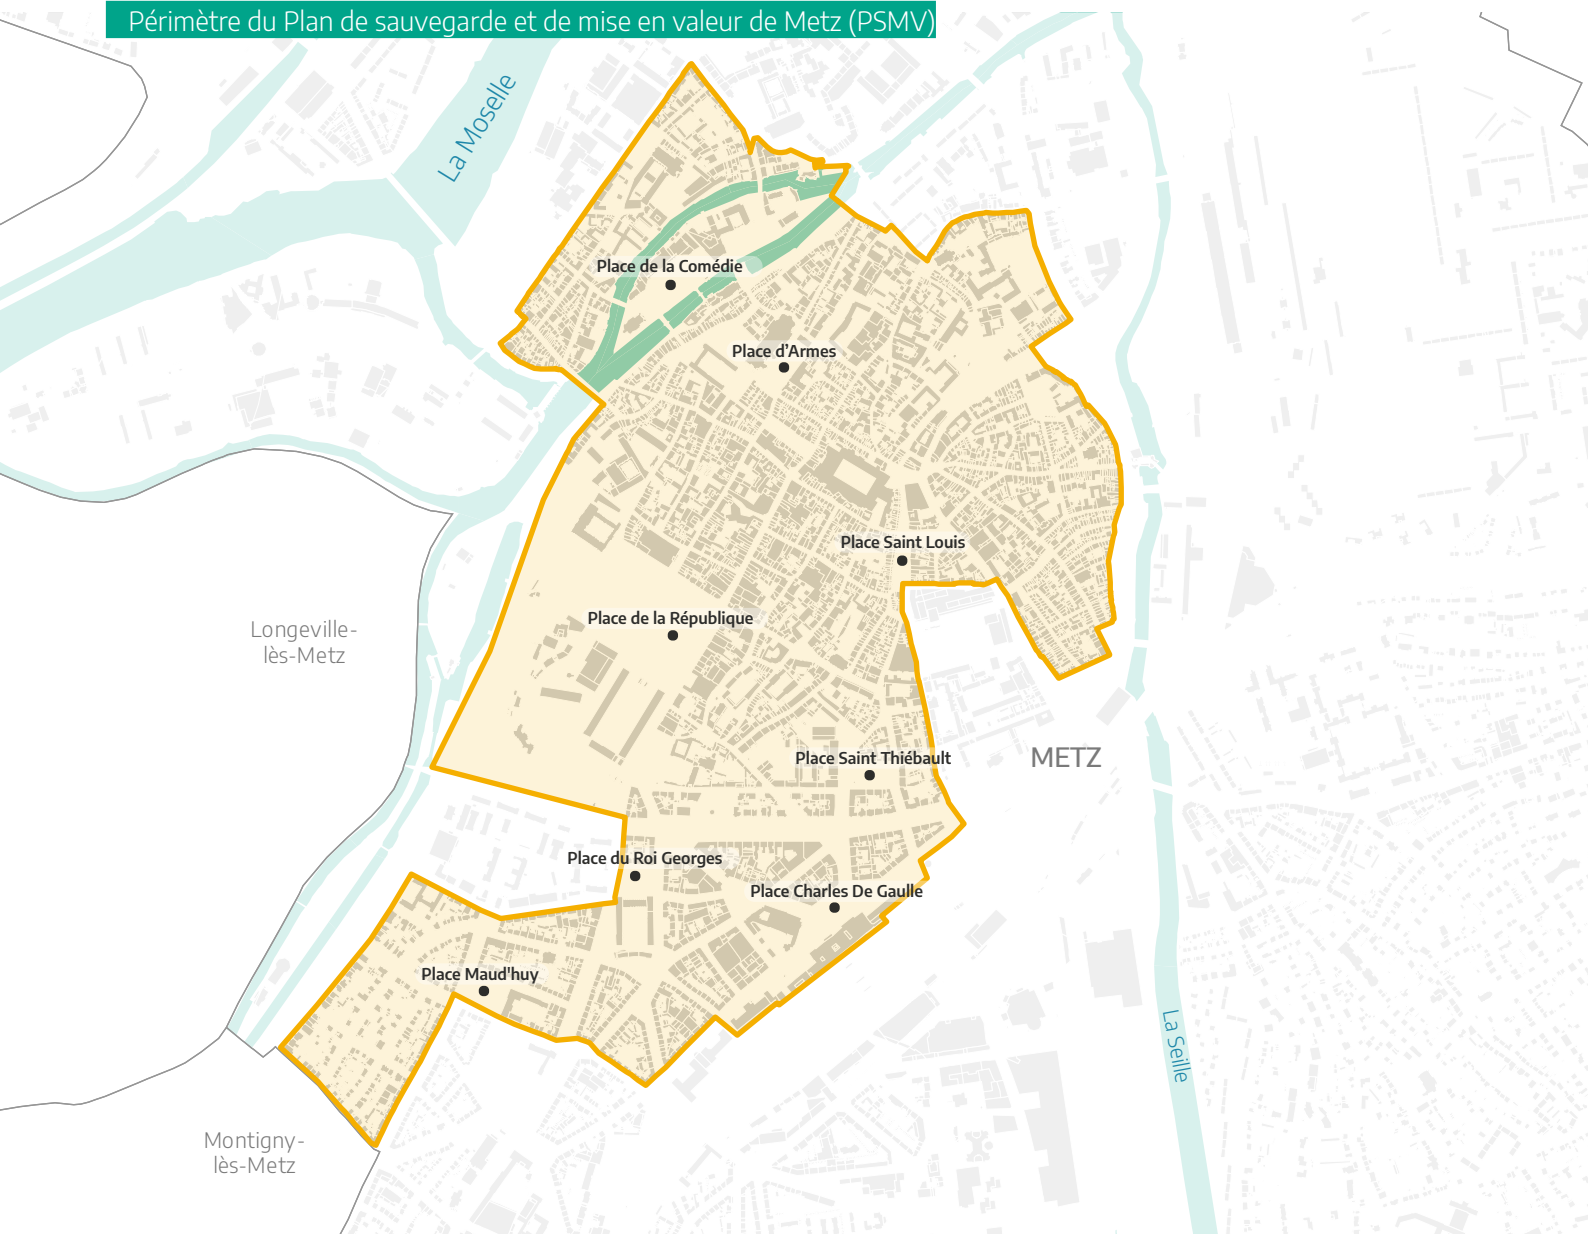 Périmètre du Plan de sauvegarde et de mise en valeur de Metz (PSMV)
La Moselle
Place de la Comédie
Place d’Armes
Place Saint Louis
Place de la République
Longeville-
lès-Metz
Place Saint Thiébault
METZ
Place du Roi Georges
Place Charles De Gaulle
Place Maud'huy
La Seille
Montigny-
lès-Metz